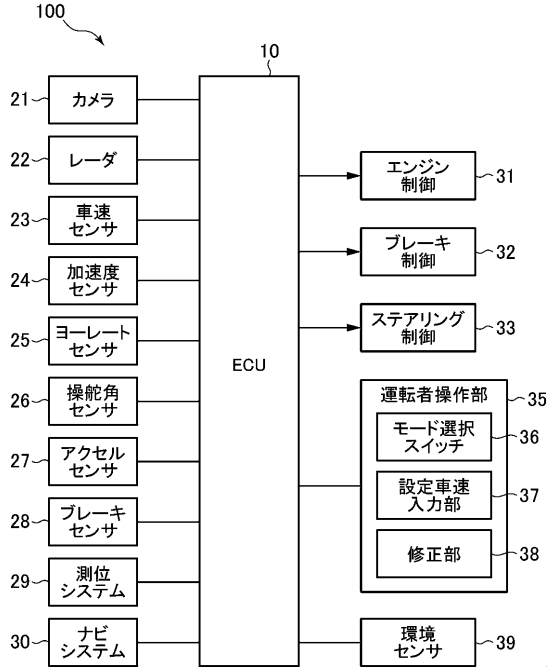 100
10
21
カメラ
22
レーダ
23
車速
センサ
24
加速度
センサ
25
ヨーレート
センサ
26
操舵角
センサ
27
アクセル
センサ
28
ブレーキ
センサ
29
測位
システム
30
ナビ
システム
ECU
エンジン
制御
31
ブレーキ
制御
32
ステアリング
制御
33
運転者操作部
35
モード選択
スイッチ
36
設定車速
入力部
37
修正部
38
環境
センサ
39